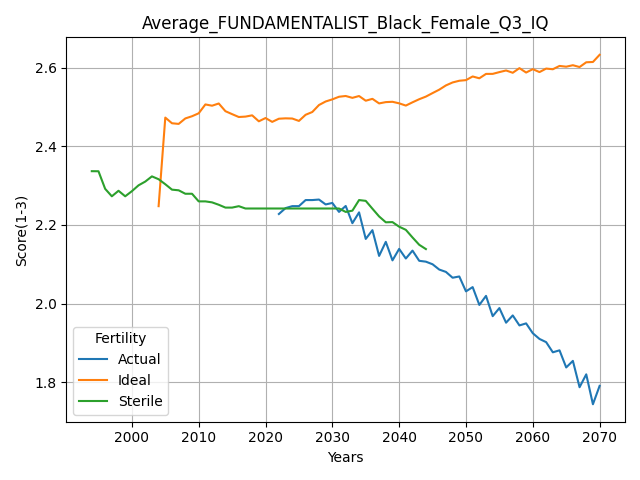 Average_FUNDAMENTALIST_Black_Female_Q3_IQ
Score(1-3)
2.6
2.4
2.2
2.0
1.8
Fertility
Actual
Ideal
Sterile
2000
2010
2020
2030
2040
2050
2060
2070
Years